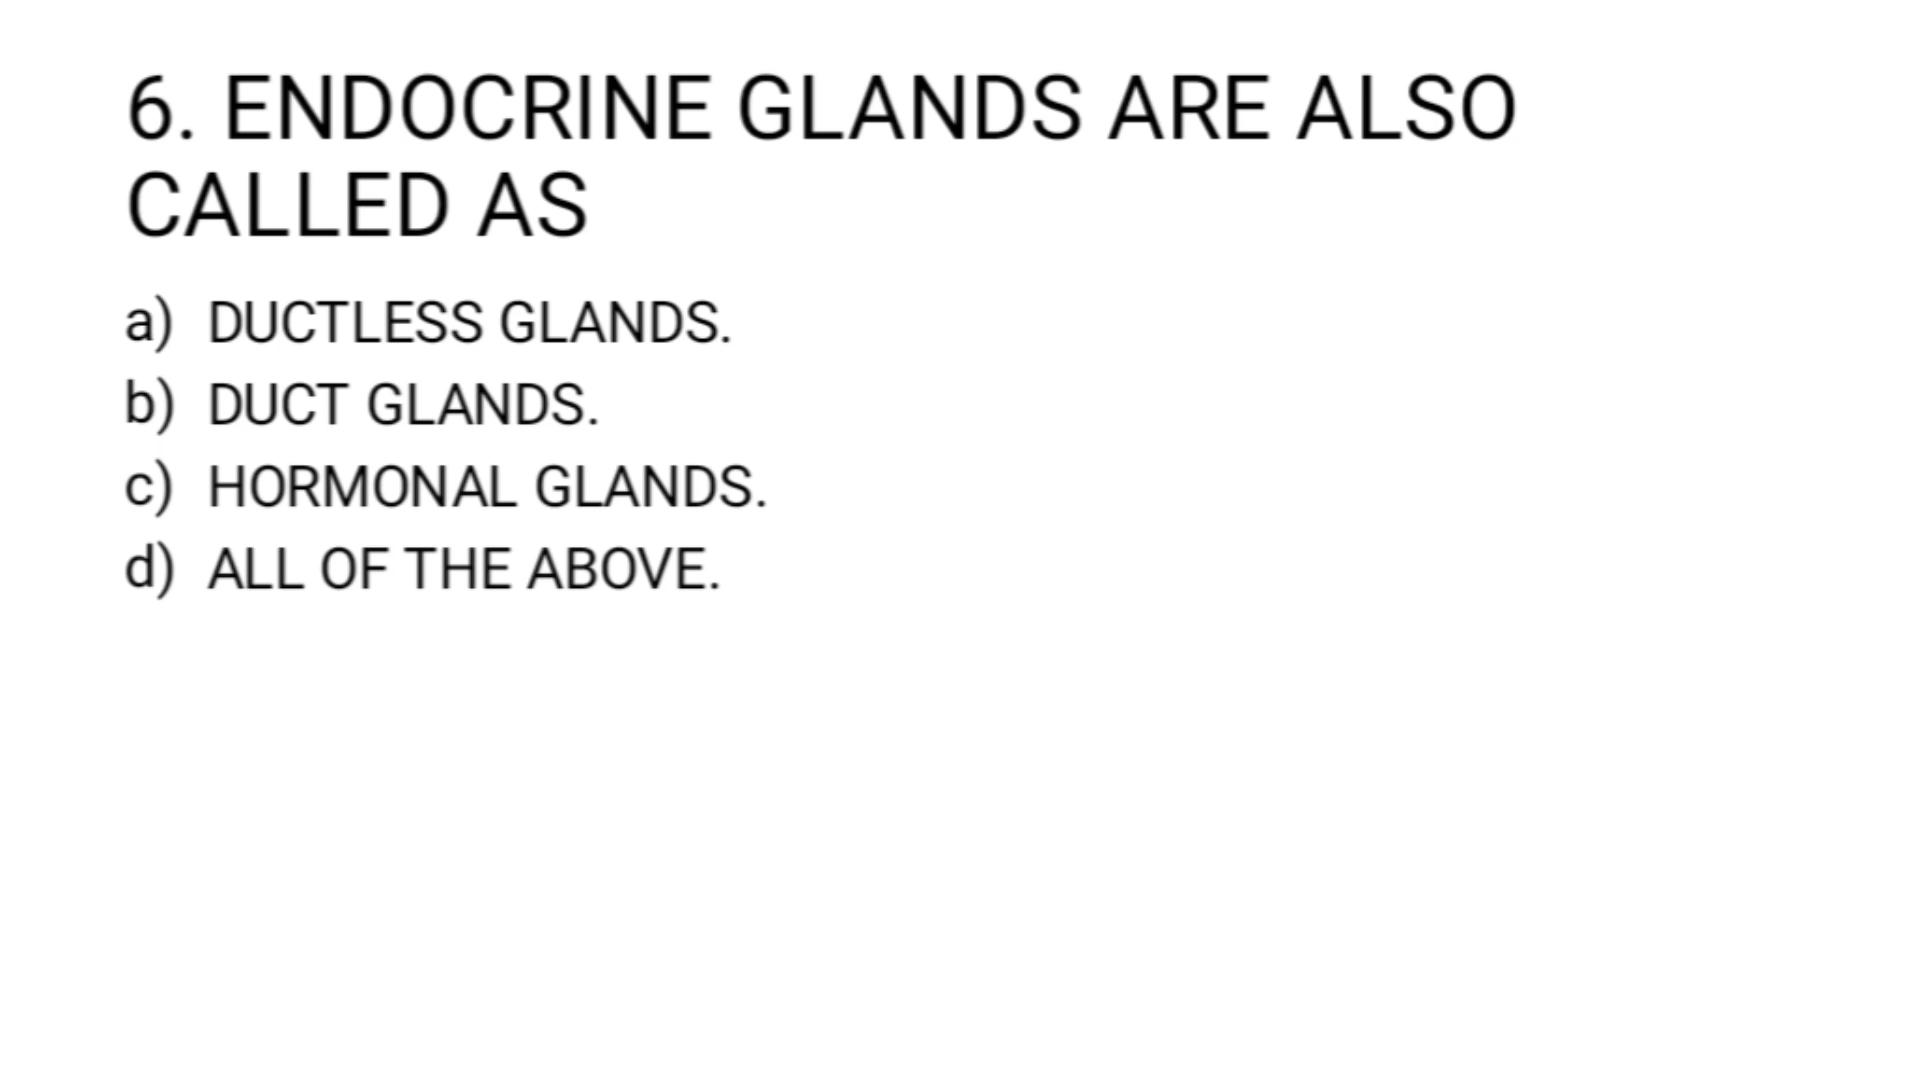 6. ENDOCRINE GLANDS ARE ALSO
CALLED AS
a) DUCTLESS GLANDS.
b) DUCT GLANDS.
c) HORMONAL GLANDS.
d) ALL OF THE ABOVE.